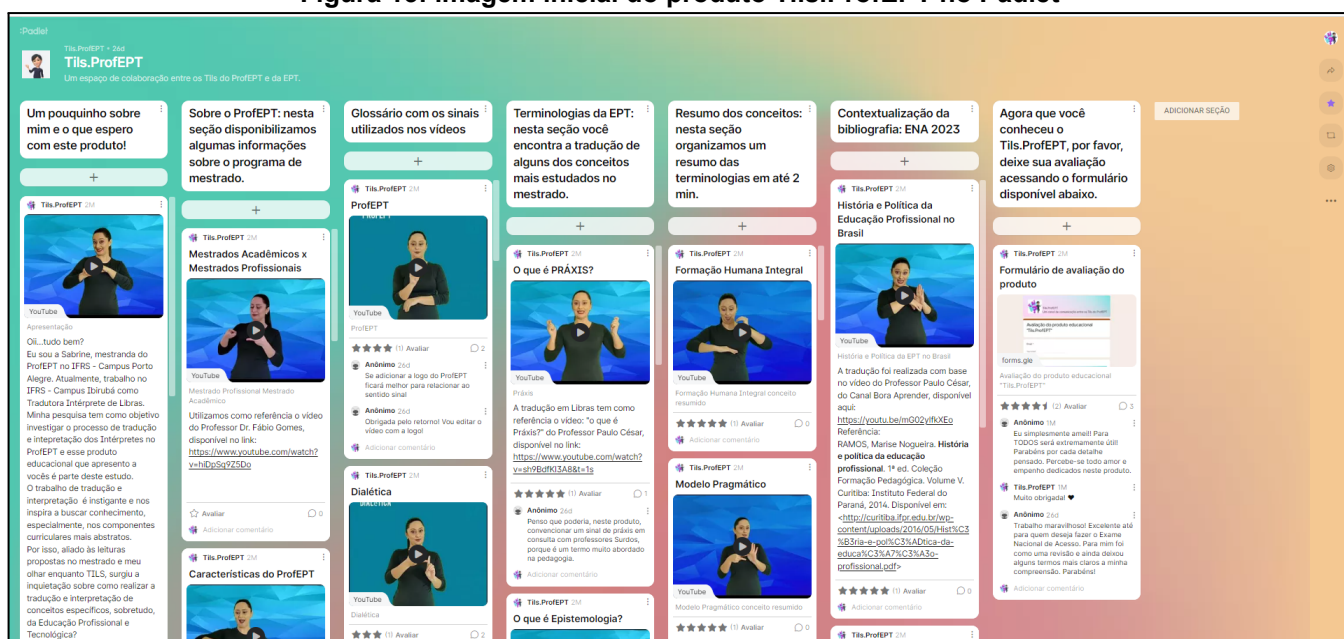 :Padlet
Tils.ProfEPT • 26d
Tils.ProfEPT
Um espaço de colaboração entre os Tils do ProfEPT e da EPT.
Um pouquinho sobre
mim e o que espero
com este produto!
+
Tils.ProfEPT 2M
YouTube
Apresentação
Oii...tudo bem?
Eu sou a Sabrine, mestranda do
ProfEPT no IFRS - Campus Porto
Alegre. Atualmente, trabalho no
IFRS - Campus Ibirubá como
Tradutora Intérprete de Libras.
Minha pesquisa tem como objetivo
investigar o processo de tradução
e intepretação dos Intérpretes no
ProfEPT e esse produto
educacional que apresento a
vocês é parte deste estudo.
O trabalho de tradução e
interpretação é instigante e nos
inspira a buscar conhecimento,
especialmente, nos componentes
curriculares mais abstratos.
Por isso, aliado às leituras
propostas no mestrado e meu
olhar enquanto TILS, surgiu a
inquietação sobre como realizar a
tradução e interpretação de
conceitos específicos, sobretudo,
da Educação Profissional e
Tecnológica?
Sobre o ProfEPT: nesta
seção disponibilizamos
algumas informações
sobre o programa de
mestrado.
+
Tils.ProfEPT 2M
Mestrados Acadêmicos x
Mestrados Profissionais
YouTube
Mestrado Profissional Mestrado
Acadêmico
Utilizamos como referência o vídeo
do Professor Dr. Fábio Gomes,
disponível no link:
https://www.youtube.com/watch?
v=hlDpSq9Z5Do
Avaliar 0
Adicionar comentário
Tils.ProfEPT 2M
Características do ProfEPT
Glossário com os sinais
utilizados nos vídeos
+
Tils.ProfEPT 2M
ProfEPT
PROFEPT
YouTube
ProfEPT
(1) Avaliar 2
Anônimo 26d
Se adicionar a logo do ProfEPT
ficará melhor para relacionar ao
sentido sinal
Anônimo 26d
Obrigada pelo retorno! Vou editar o
vídeo com a logo!
Adicionar comentário
Tils.ProfEPT 2M
Dialética
DIALÉTICA
YouTube
Dialética
(1) Avaliar 2
Terminologias da EPT:
nesta seção você
encontra a tradução de
alguns dos conceitos
mais estudados no
mestrado.
+
Tils.ProfEPT 2M
O que é PRÁXIS?
YouTube
Práxis
A tradução em Libras tem como
referência o vídeo: "o que é
Práxis?" do Professor Paulo César,
disponível no link:
https://www.youtube.com/watch?
v=sh9BdfKl3A8&t=1s
(1) Avaliar 1
Anônimo 26d
Penso que poderia, neste produto,
convencionar um sinal de práxis em
consulta com professores Surdos,
porque é um termo muito abordado
na pedagogia.
Adicionar comentário
Tils.ProfEPT 2M
O que é Epistemologia?
Resumo dos conceitos:
nesta seção
organizamos um
resumo das
terminologias em até 2
min.
+
Tils.ProfEPT 2M
Formação Humana Integral
YouTube
Formação Humana Integral conceito
resumido
(1) Avaliar 0
Adicionar comentário
Tils.ProfEPT 2M
Modelo Pragmático
YouTube
Modelo Pragmático conceito resumido
(1) Avaliar 0
Contextualização da
bibliografia: ENA 2023
+
Tils.ProfEPT 2M
História e Política da
Educação Profissional no
Brasil
YouTube
História e Política da EPT no Brasil
A tradução foi realizada com base
no vídeo do Professor Paulo César,
do Canal Bora Aprender, disponível
aqui:
https://youtu.be/mG02ylfkXEo
Referência:
RAMOS, Marise Nogueira. História
e política da educação
profissional. 1ª ed. Coleção
Formação Pedagógica. Volume V.
Curitiba: Instituto Federal do
Paraná, 2014. Disponível em:
<http://curitiba.ifpr.edu.br/wp-
content/uploads/2016/05/Hist%C3
%B3ria-e-pol%C3%ADtica-da-
educa%C3%A7%C3%A3o-
profissional.pdf>
(1) Avaliar 0
Adicionar comentário
Tils.ProfEPT 2M
Agora que você
conheceu o
Tils.ProfEPT, por favor,
deixe sua avaliação
acessando o formulário
disponível abaixo.
+
Tils.ProfEPT 2M
Formulário de avaliação do
produto
Avaliação do produto educacional
"Tils.ProfEPT"
forms.gle
Avaliação do produto educacional
"Tils.ProfEPT"
(2) Avaliar 3
Anônimo 1M
Eu simplesmente ameii! Para
TODOS será extremamente útil!
Parabéns por cada detalhe
pensado. Percebe-se todo amor e
empenho dedicados neste produto.
Tils.ProfEPT 1M
Muito obrigada! ♥
Anônimo 26d
Trabalho maravilhoso! Excelente até
para quem deseja fazer o Exame
Nacional de Acesso. Para mim foi
como uma revisão e ainda deixou
alguns termos mais claros a minha
compreensão. Parabéns!
Adicionar comentário
ADICIONAR SEÇÃO